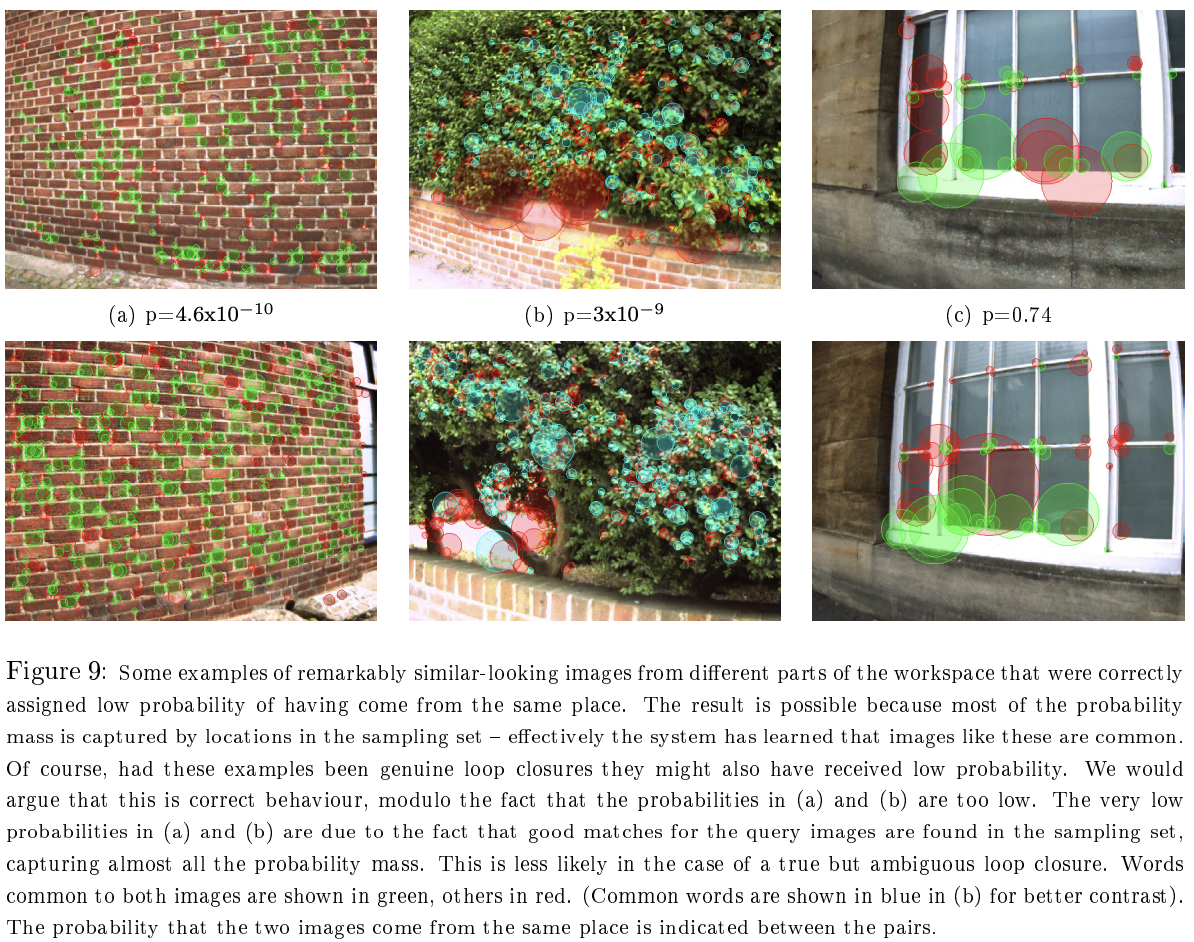 (a) p=4.6x10⁻¹⁰
(b) p=3x10⁻⁹
(c) p=0.74
Figure 9: Some examples of remarkably similar-looking images from different parts of the workspace that were correctly
assigned low probability of having come from the same place. The result is possible because most of the probability
mass is captured by locations in the sampling set – effectively the system has learned that images like these are common.
Of course, had these examples been genuine loop closures they might also have received low probability. We would
argue that this is correct behaviour, modulo the fact that the probabilities in (a) and (b) are too low. The very low
probabilities in (a) and (b) are due to the fact that good matches for the query images are found in the sampling set,
capturing almost all the probability mass. This is less likely in the case of a true but ambiguous loop closure. Words
common to both images are shown in green, others in red. (Common words are shown in blue in (b) for better contrast).
The probability that the two images come from the same place is indicated between the pairs.